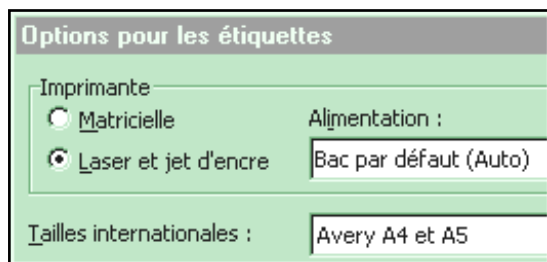 Options pour les étiquettes
Imprimante
Matricielle
Alimentation :
Laser et jet d'encre
Bac par défaut (Auto)
Tailles internationales :
Avery A4 et A5